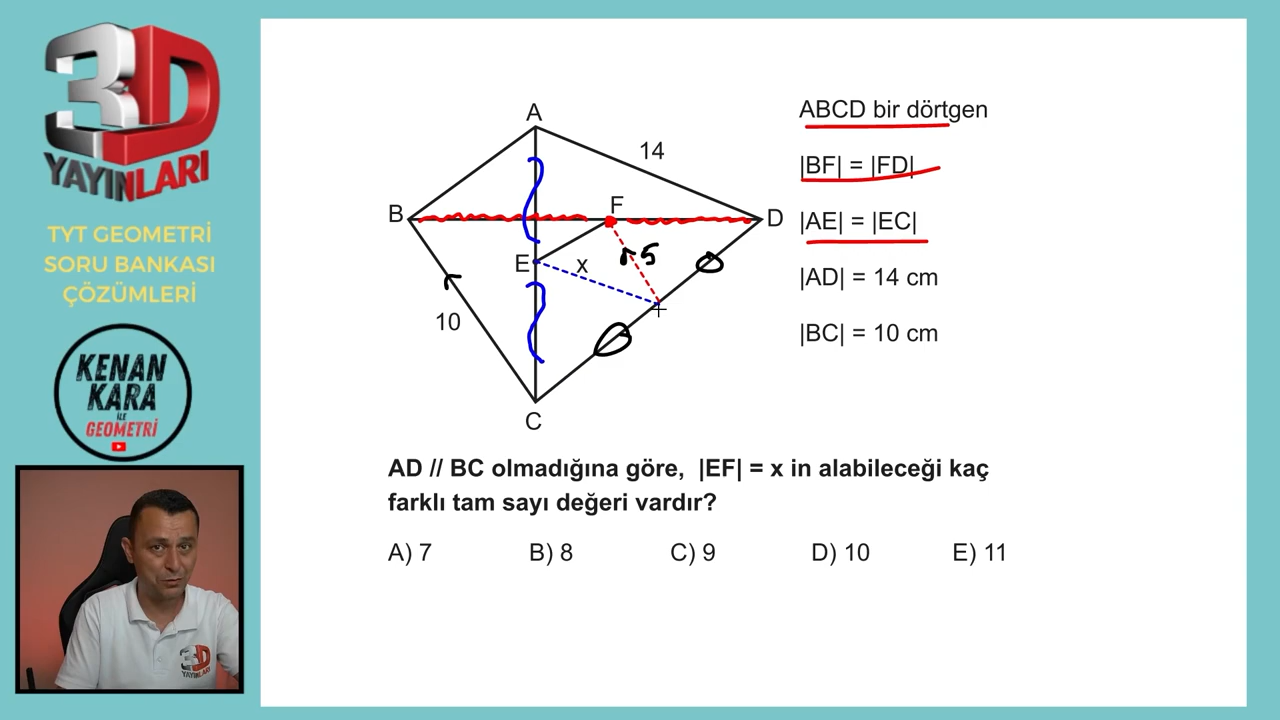 3D
YAYINLARI
TYT GEOMETRİ
SORU BANKASI
ÇÖZÜMLERİ
KENAN
KARA
İLE
GEOMETRİ
A
14
B
F
D
E
x
5
10
C
ABCD bir dörtgen
|BF| = |FD|
|AE| = |EC|
|AD| = 14 cm
|BC| = 10 cm
AD // BC olmadığına göre, |EF| = x in alabileceği kaç
farklı tam sayı değeri vardır?
A) 7 B) 8 C) 9 D) 10 E) 11
3D
YAYINLARI